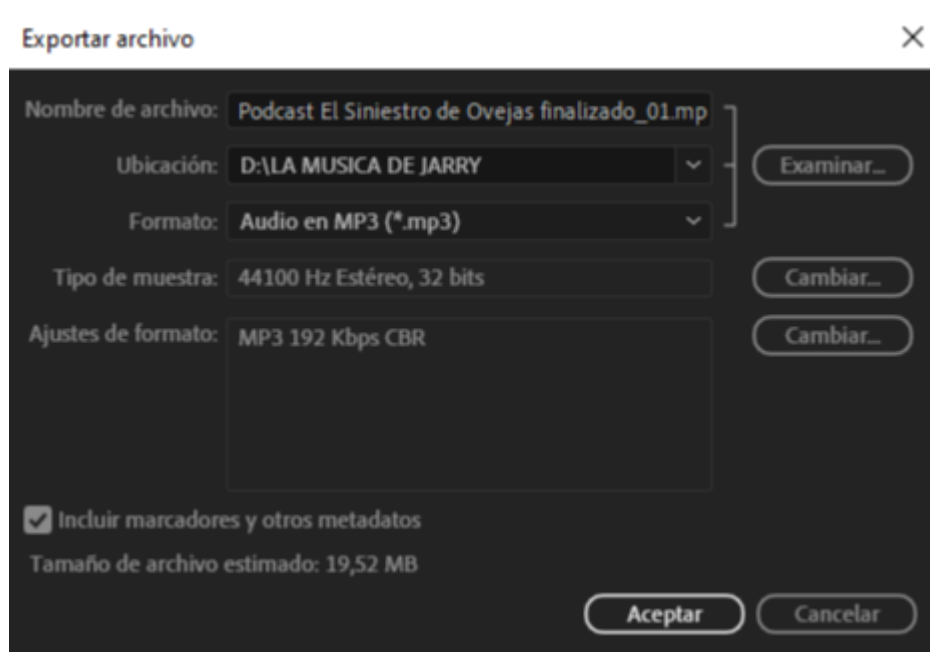 Exportar archivo
Nombre de archivo: Podcast El Siniestro de Ovejas finalizado_01.mp
Ubicación: D:\LA MUSICA DE JARRY Examinar...
Formato: Audio en MP3 (*.mp3)
Tipo de muestra: 44100 Hz Estéreo, 32 bits Cambiar...
Ajustes de formato: MP3 192 Kbps CBR Cambiar...
Incluir marcadores y otros metadatos
Tamaño de archivo estimado: 19,52 MB
Aceptar Cancelar